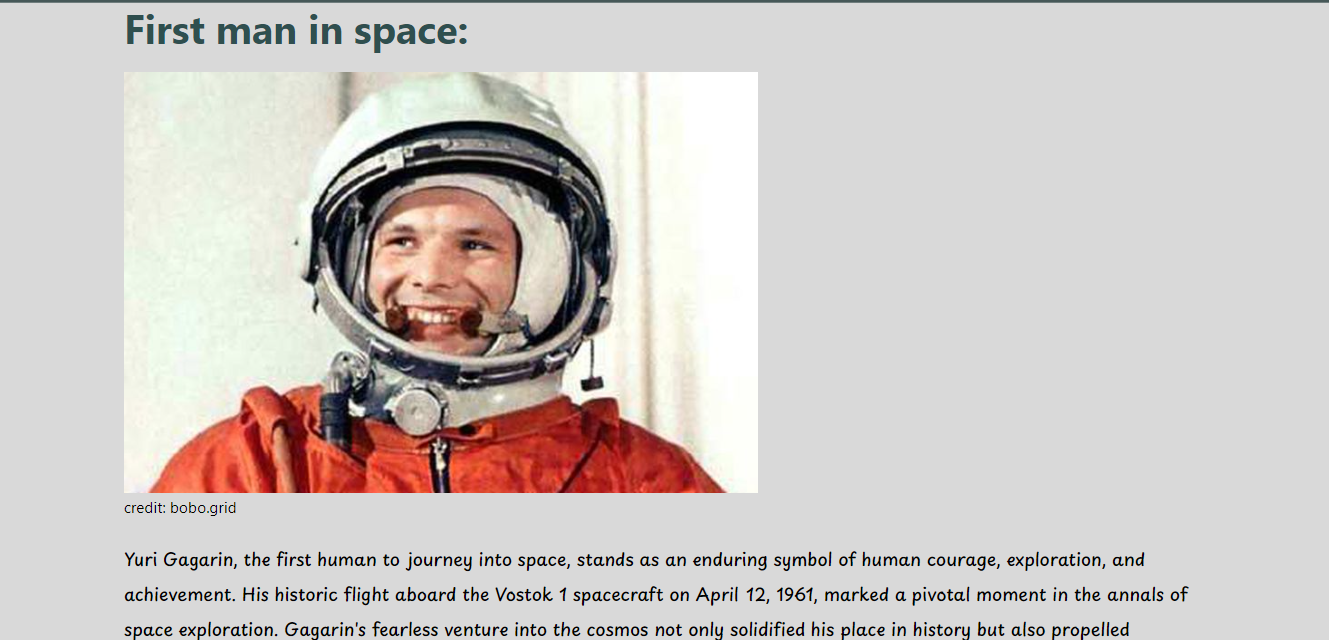 First man in space:
credit: bobo.grid
Yuri Gagarin, the first human to journey into space, stands as an enduring symbol of human courage, exploration, and
achievement. His historic flight aboard the Vostok 1 spacecraft on April 12, 1961, marked a pivotal moment in the annals of
space exploration. Gagarin's fearless venture into the cosmos not only solidified his place in history but also propelled